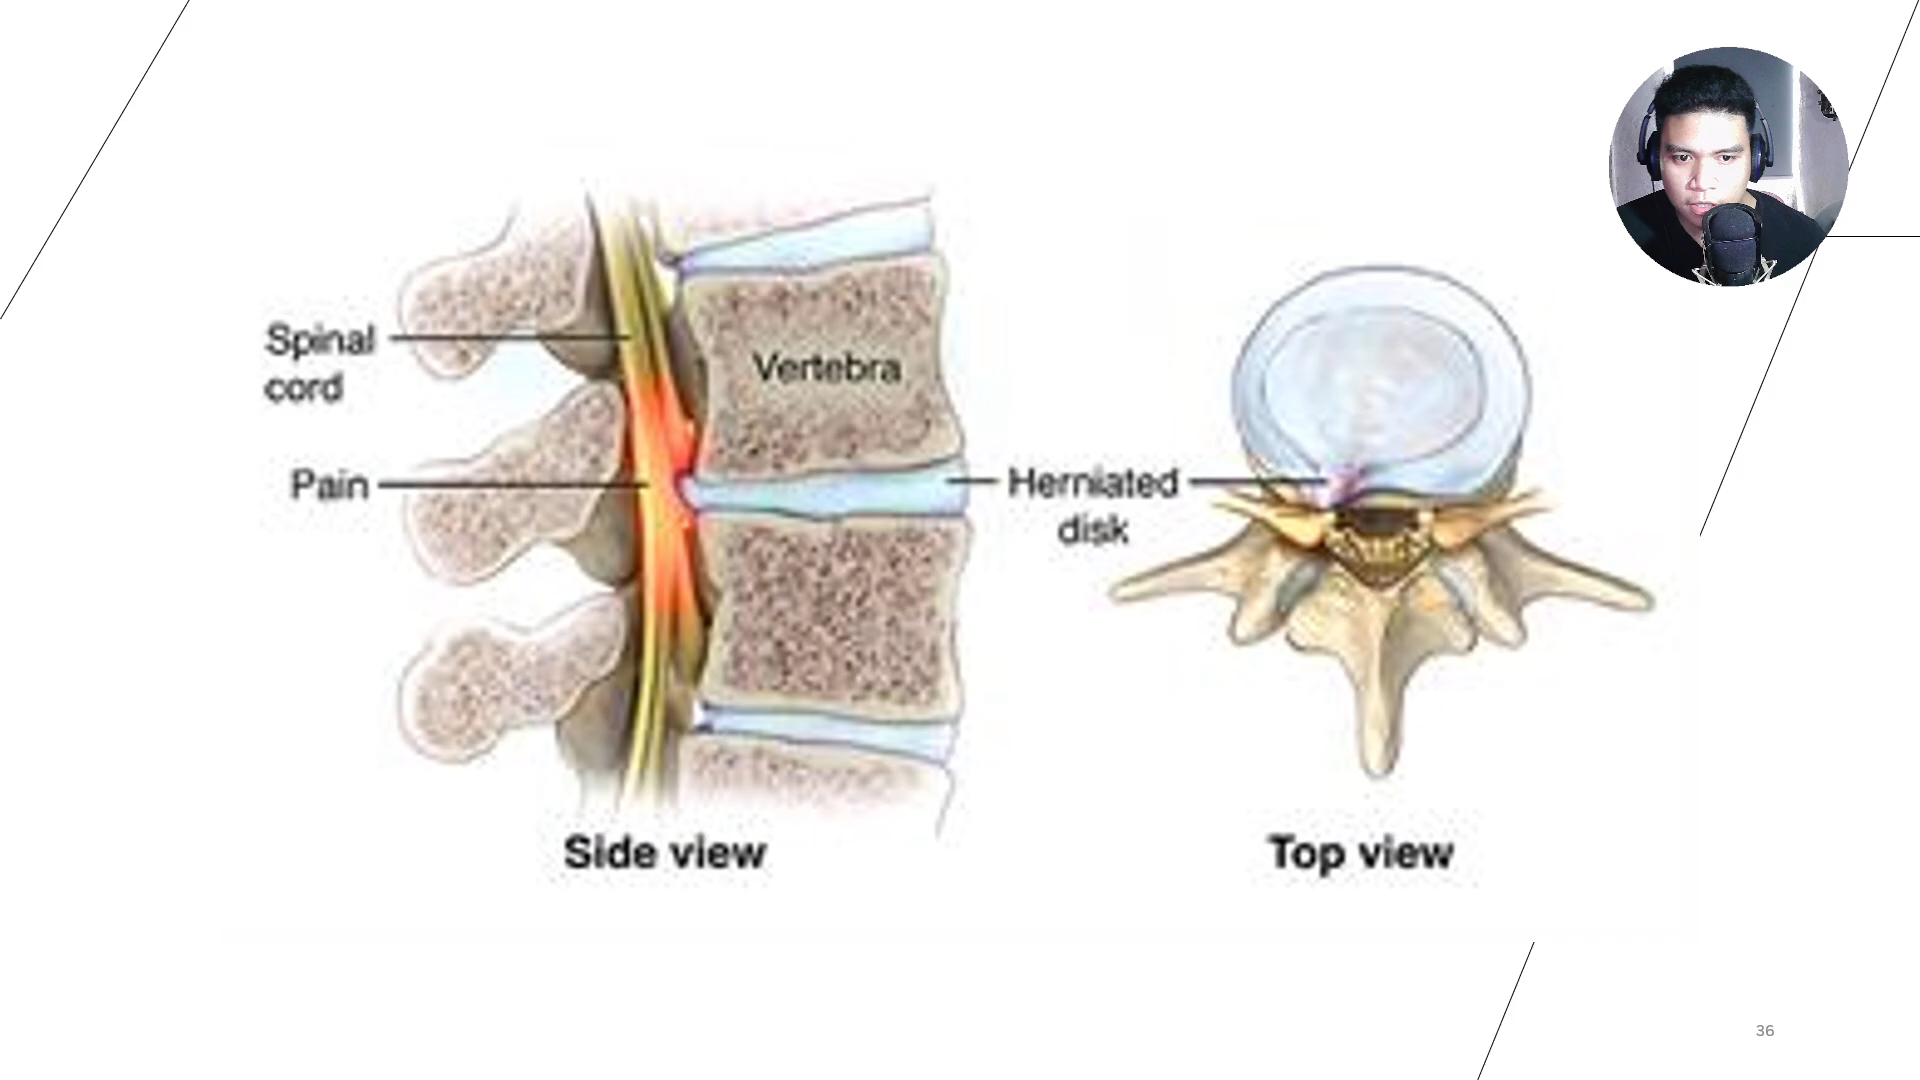 Spinal
cord
Vertebra
Pain
Herniated
disk
Side view
Top view
36